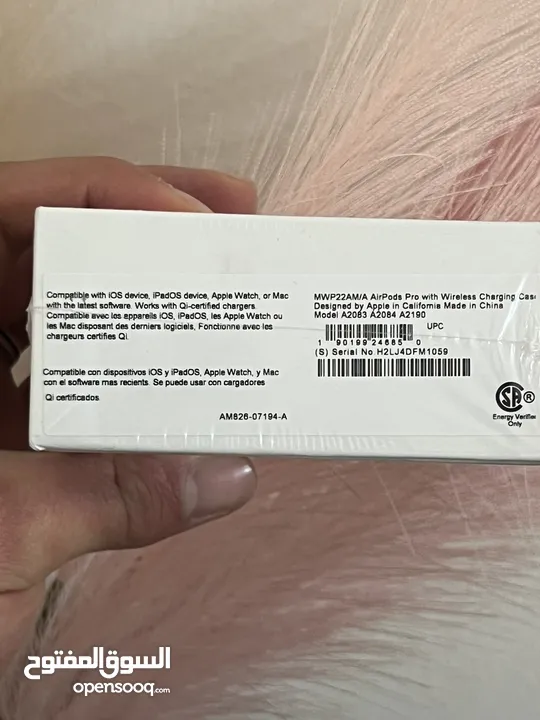 Compatible with iOS device, iPadOS device, Apple Watch, or Mac
with the latest software. Works with Qi-certified chargers.
Compatible avec les appareils iOS, iPadOS, les Apple Watch ou
les Mac disposant des derniers logiciels, Fonctionne avec les
chargeurs certifies Qi.
Compatible con dispositivos iOS y iPadOS, Apple Watch, y Mac
con el software mas recients. Se puede usar con cargadores
Qi certificados
AM826-07194-A
MWP22AM/A AirPods Pro with Wireless Charging Case
Designed by Apple in California Made in China
Model A2083 A2084 A2190
UPC
1 90199 24685 0
(S) Serial No.H2LJ4DFM1059
SA ®
Energy Verified
Only
السوق المفتوح
opensooq.com